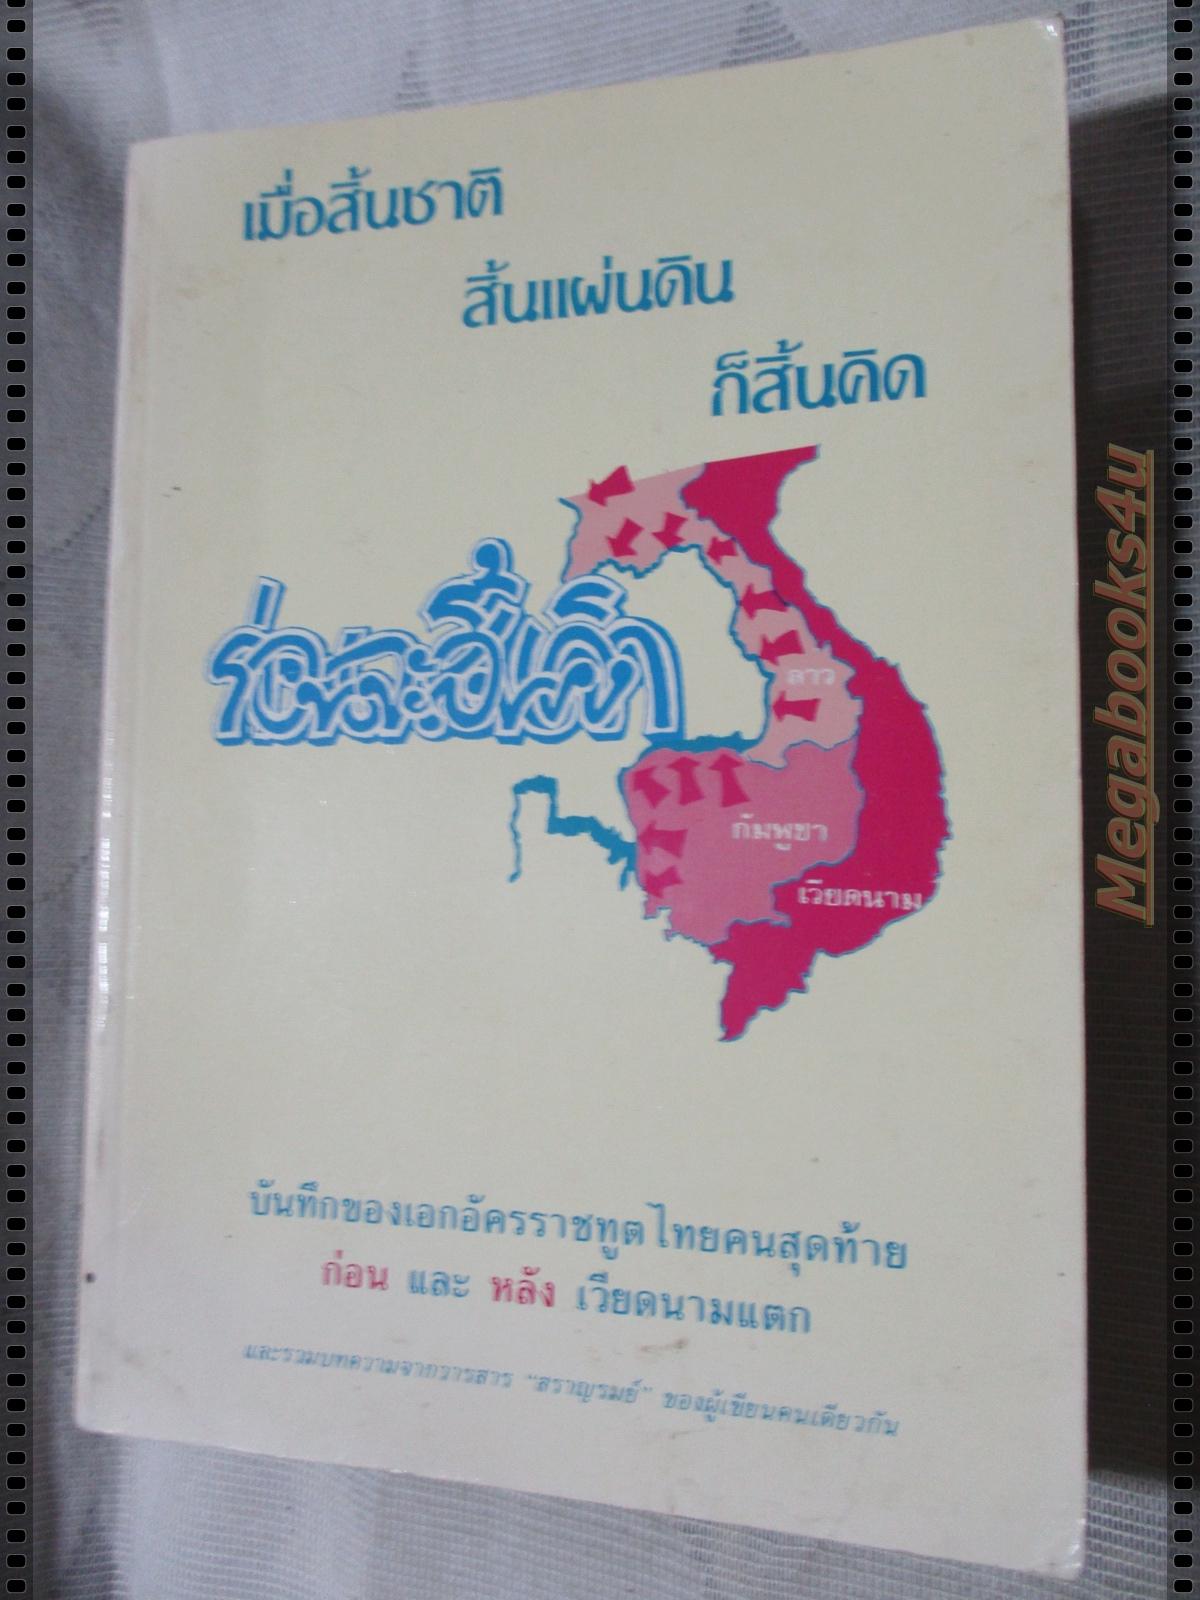 เมื่อสิ้นชาติ
สิ้นแผ่นดิน
ก็สิ้นคิด
ลาว
กัมพูชา
เวียดนาม
บันทึกของเอกอัครราชทูตไทยคนสุดท้าย
ก่อน และ หลัง เวียดนามแตก
และรวมบทความจากวารสาร "สราญรมย์" ของผู้เขียนคนเดียวกัน
Megabooks4u